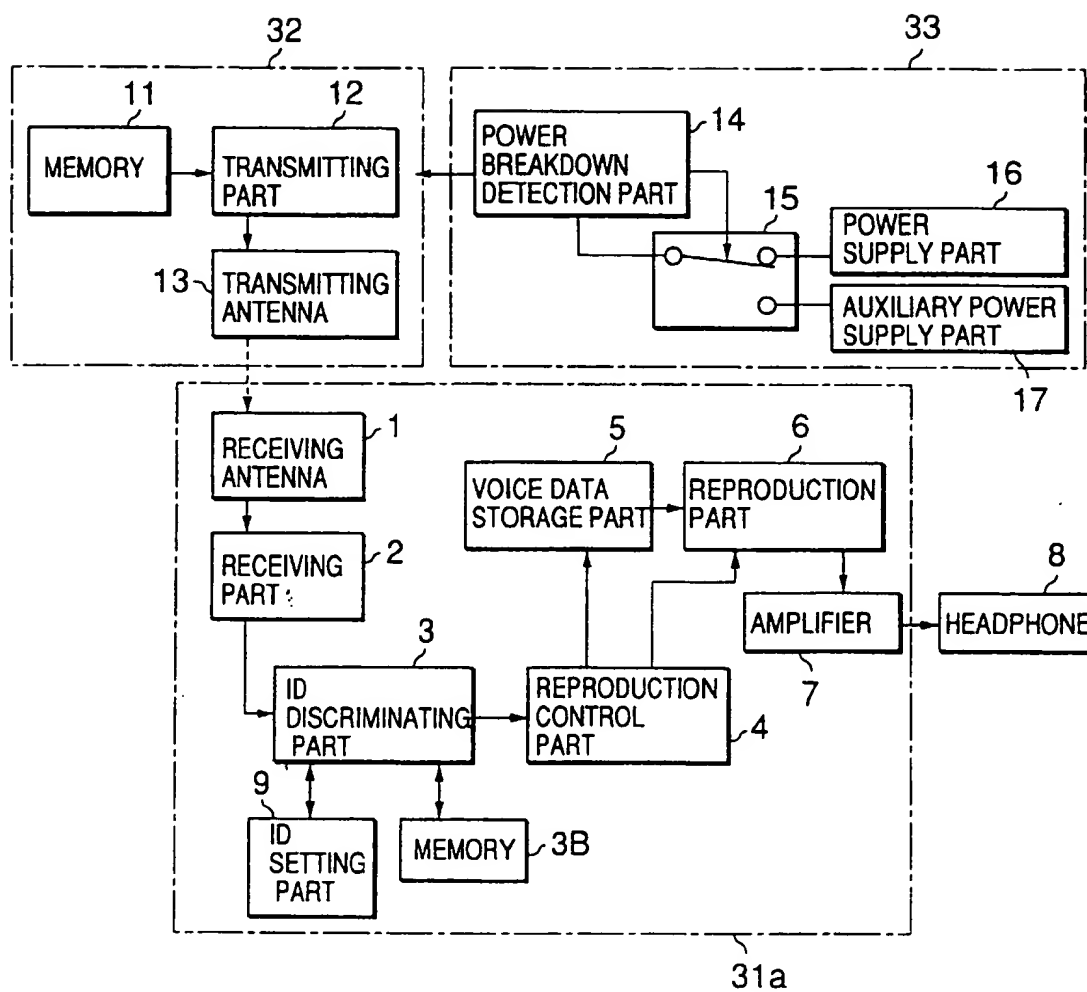 32
33
11
12
14
MEMORY
TRANSMITTING
PART
POWER
BREAKDOWN
DETECTION PART
15
16
POWER
SUPPLY PART
13
TRANSMITTING
ANTENNA
AUXILIARY POWER
SUPPLY PART
17
1
RECEIVING
ANTENNA
5
6
VOICE DATA
STORAGE PART
REPRODUCTION
PART
2
RECEIVING
PART
8
AMPLIFIER
HEADPHONE
7
3
ID
DISCRIMINATING
PART
REPRODUCTION
CONTROL
PART
4
9
ID
SETTING
PART
MEMORY
3B
31a